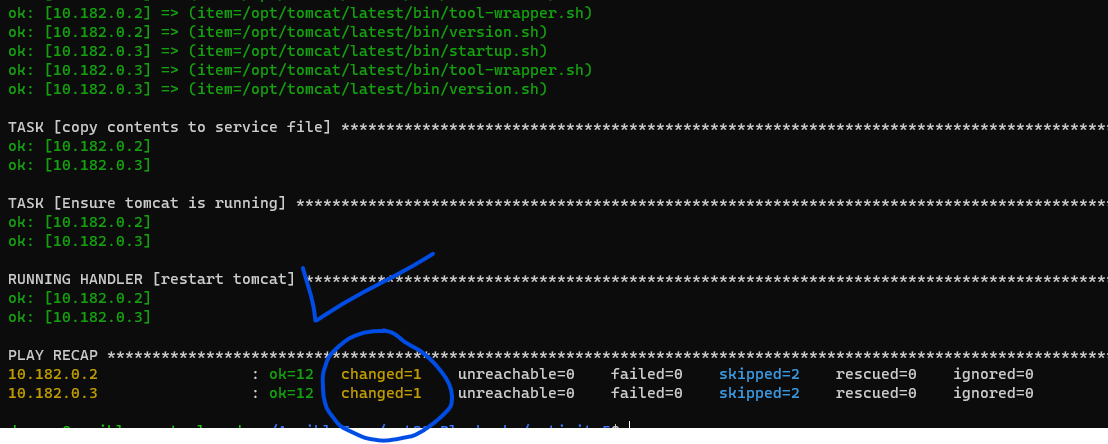 ok: [10.182.0.2] => (item=/opt/tomcat/latest/bin/tool-wrapper.sh)
ok: [10.182.0.2] => (item=/opt/tomcat/latest/bin/version.sh)
ok: [10.182.0.3] => (item=/opt/tomcat/latest/bin/startup.sh)
ok: [10.182.0.3] => (item=/opt/tomcat/latest/bin/tool-wrapper.sh)
ok: [10.182.0.3] => (item=/opt/tomcat/latest/bin/version.sh)
TASK [copy contents to service file] *************************************************************************************
ok: [10.182.0.2]
ok: [10.182.0.3]
TASK [Ensure tomcat is running] ******************************************************************************************
ok: [10.182.0.2]
ok: [10.182.0.3]
RUNNING HANDLER [restart tomcat] *****************************************************************************************
ok: [10.182.0.2]
ok: [10.182.0.3]
PLAY RECAP ***************************************************************************************************************
10.182.0.2 : ok=12 changed=1 unreachable=0 failed=0 skipped=2 rescued=0 ignored=0
10.182.0.3 : ok=12 changed=1 unreachable=0 failed=0 skipped=2 rescued=0 ignored=0